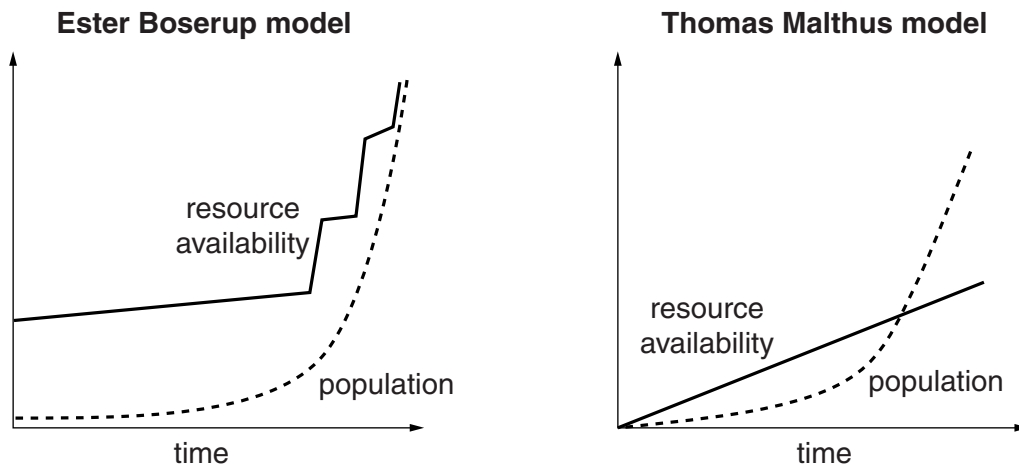 Ester Boserup model
resource
availability
population
time
Thomas Malthus model
resource
availability
population
time